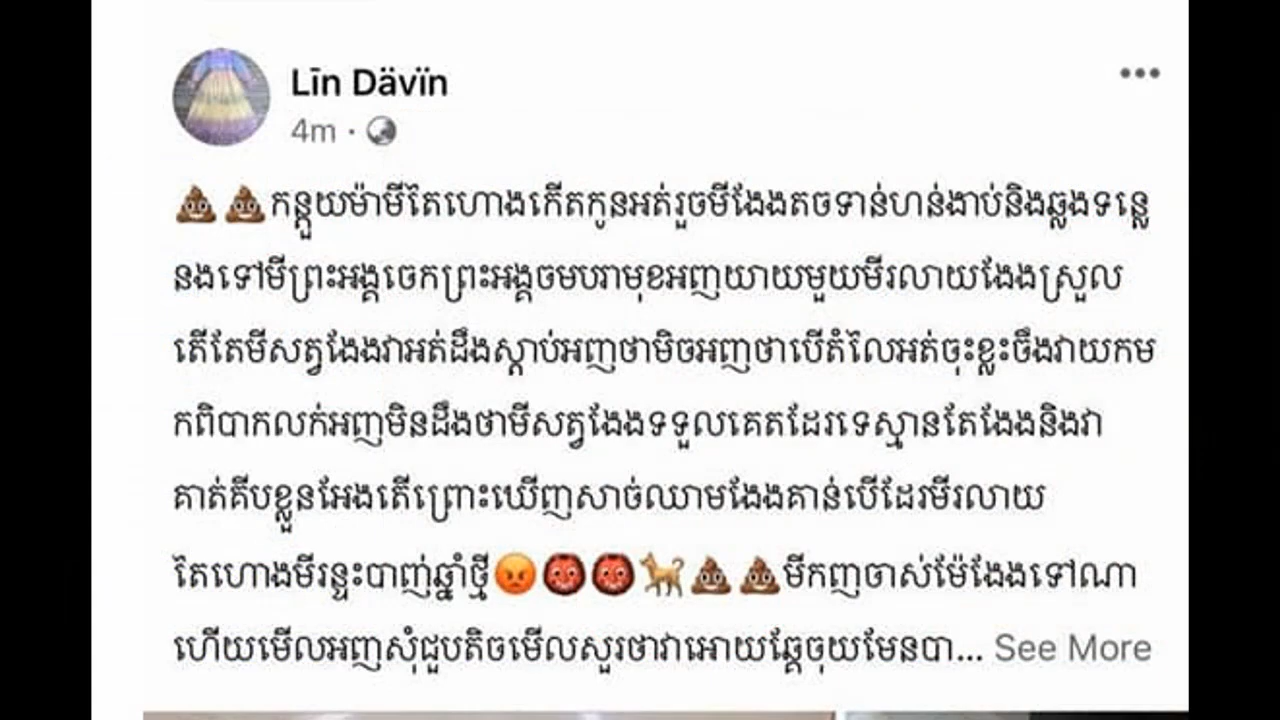 Līn Dävïn
4m ·
💩💩កន្តួយម៉ាមីតៃហោងកើតកូនអត់រួចមីងែងតចទាន់ហន់ងាប់និងឆ្លងទន្លេ
នងទៅមីព្រះអង្គចេកព្រះអង្គចមបរាមុខអញយាយមួយមីរលាយងែងស្រួល
តើតែមីសត្វងែងវាអត់ដឹងស្តាប់អញថាមិចអញថាបើតំលៃអត់ចុះខ្លះចឹងវាយកម
កពិបាកលក់អញមិនដឹងថាមីសត្វងែងទទួលគេតដែរទេស្មានតែងែងនិងវា
គាត់គីបខ្លួនអែងតើព្រោះឃើញសាច់ឈាមងែងគាន់បើដែរមីរលាយ
តៃហោងមីរន្ទះបាញ់ឆ្នាំថ្មី😡👹👹🐕💩💩មីកញចាស់ម៉ែងែងទៅណា
ហើយមើលអញសុំជួបតិចមើលសួរថាវាអោយឆ្កែចុយមែនបា... See More